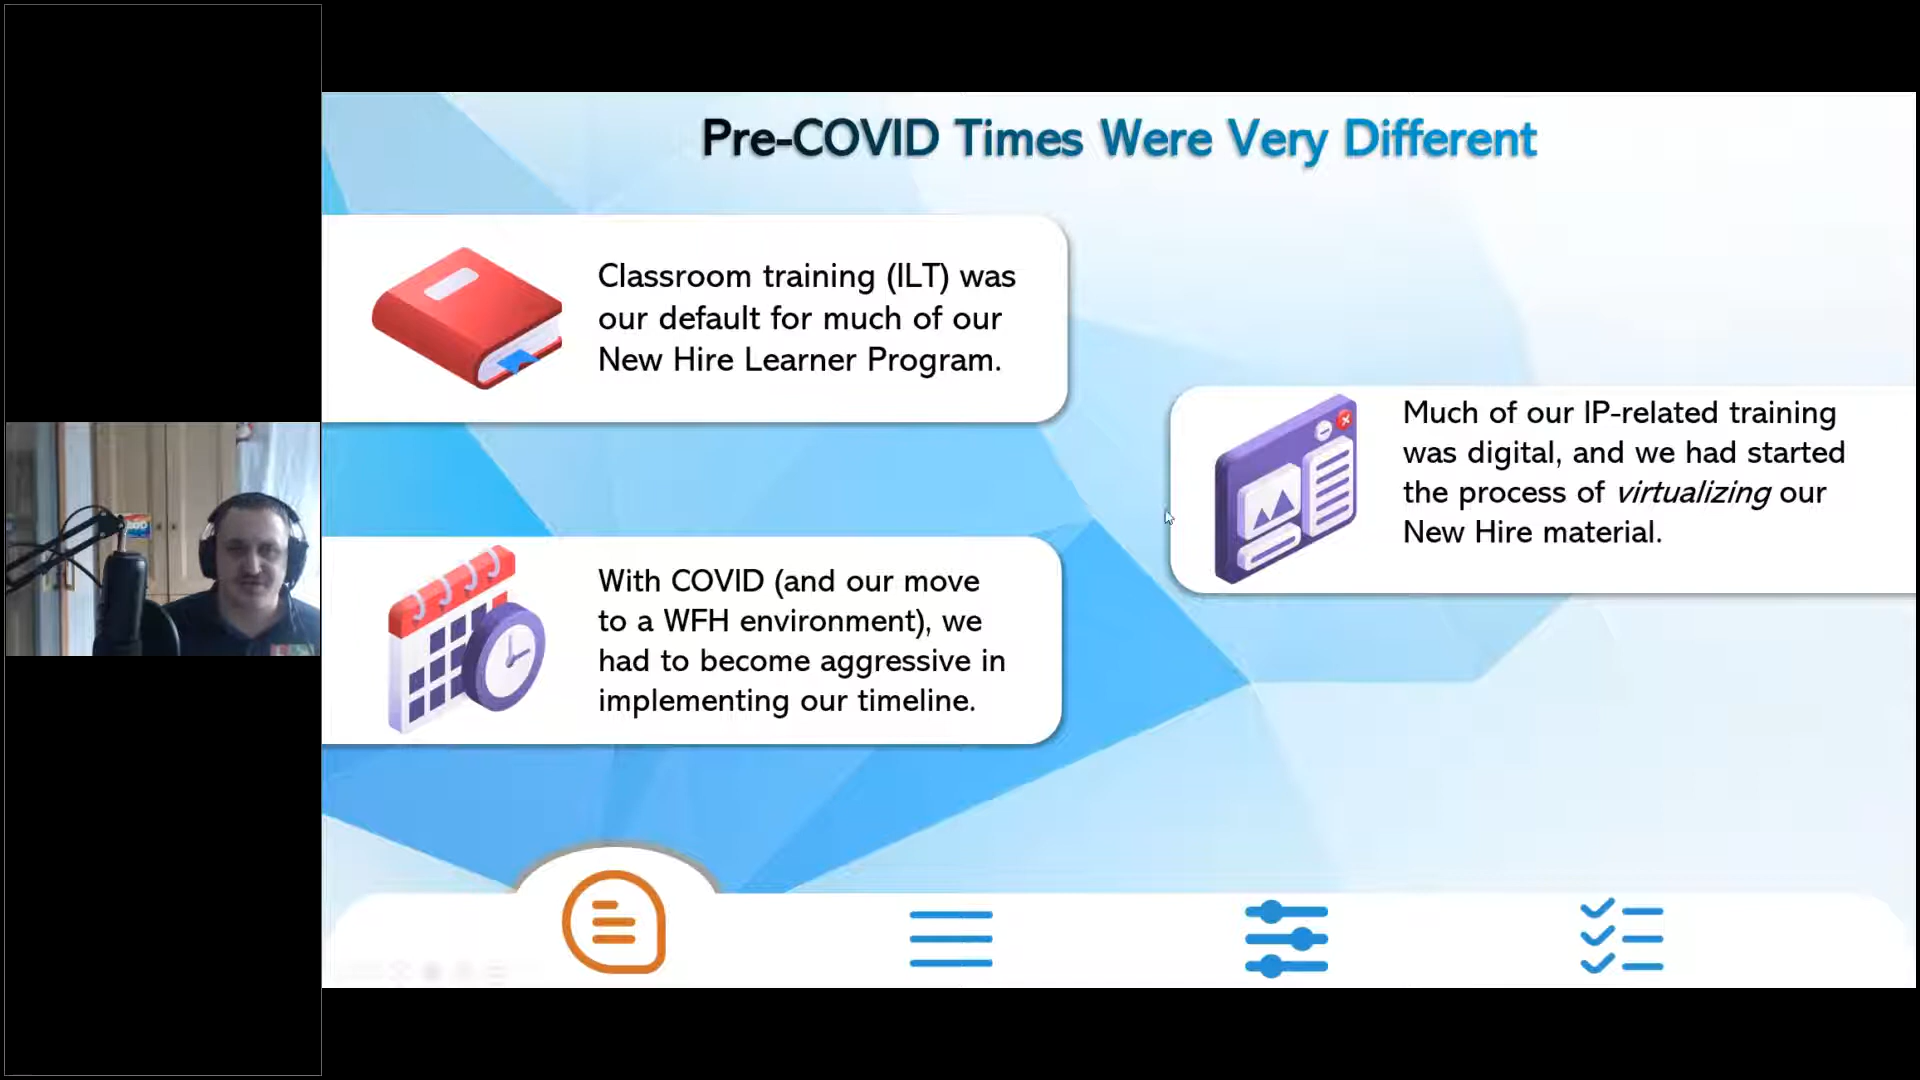 Pre-COVID Times Were Very Different
Classroom training (ILT) was
our default for much of our
New Hire Learner Program.
Much of our IP-related training
was digital, and we had started
the process of virtualizing our
New Hire material.
With COVID (and our move
to a WFH environment), we
had to become aggressive in
implementing our timeline.